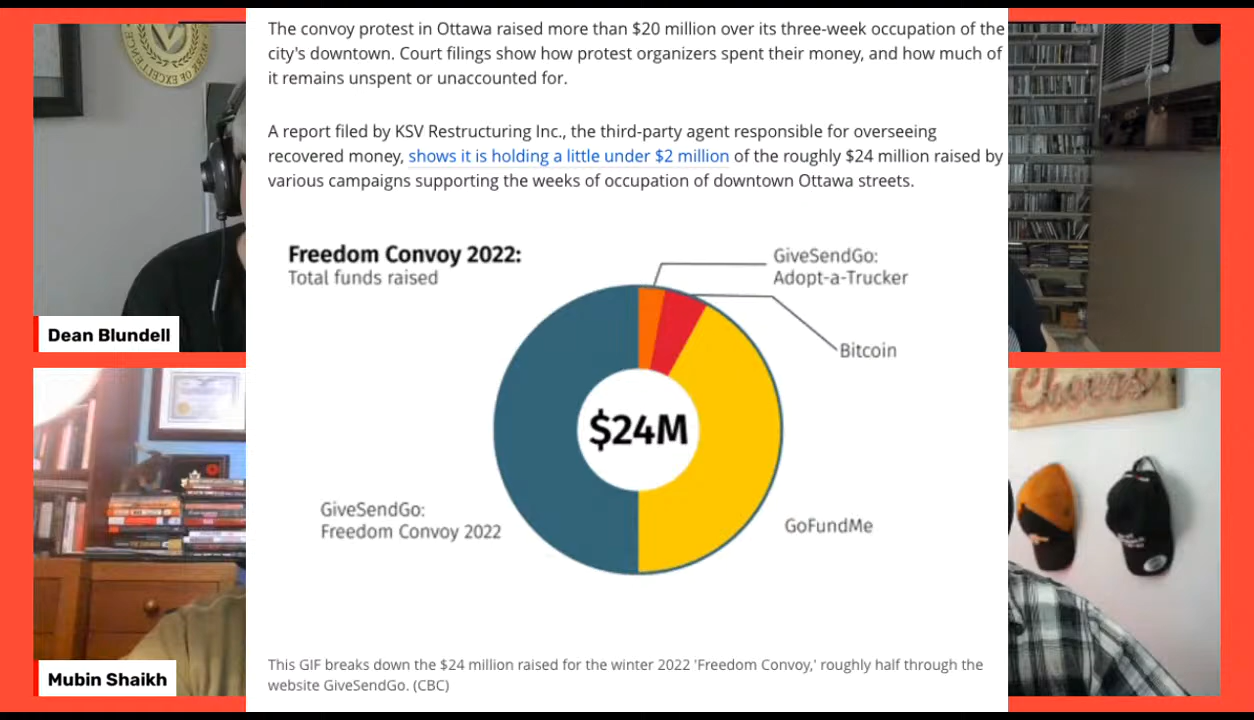 The convoy protest in Ottawa raised more than $20 million over its three-week occupation of the
city's downtown. Court filings show how protest organizers spent their money, and how much of
it remains unspent or unaccounted for.
A report filed by KSV Restructuring Inc., the third-party agent responsible for overseeing
recovered money, shows it is holding a little under $2 million of the roughly $24 million raised by
various campaigns supporting the weeks of occupation of downtown Ottawa streets.
Freedom Convoy 2022:
Total funds raised
GiveSendGo:
Adopt-a-Trucker
Bitcoin
$24M
GiveSendGo:
Freedom Convoy 2022
GoFundMe
This GIF breaks down the $24 million raised for the winter 2022 'Freedom Convoy,' roughly half through the
website GiveSendGo. (CBC)
Dean Blundell
Mubin Shaikh
Cheers